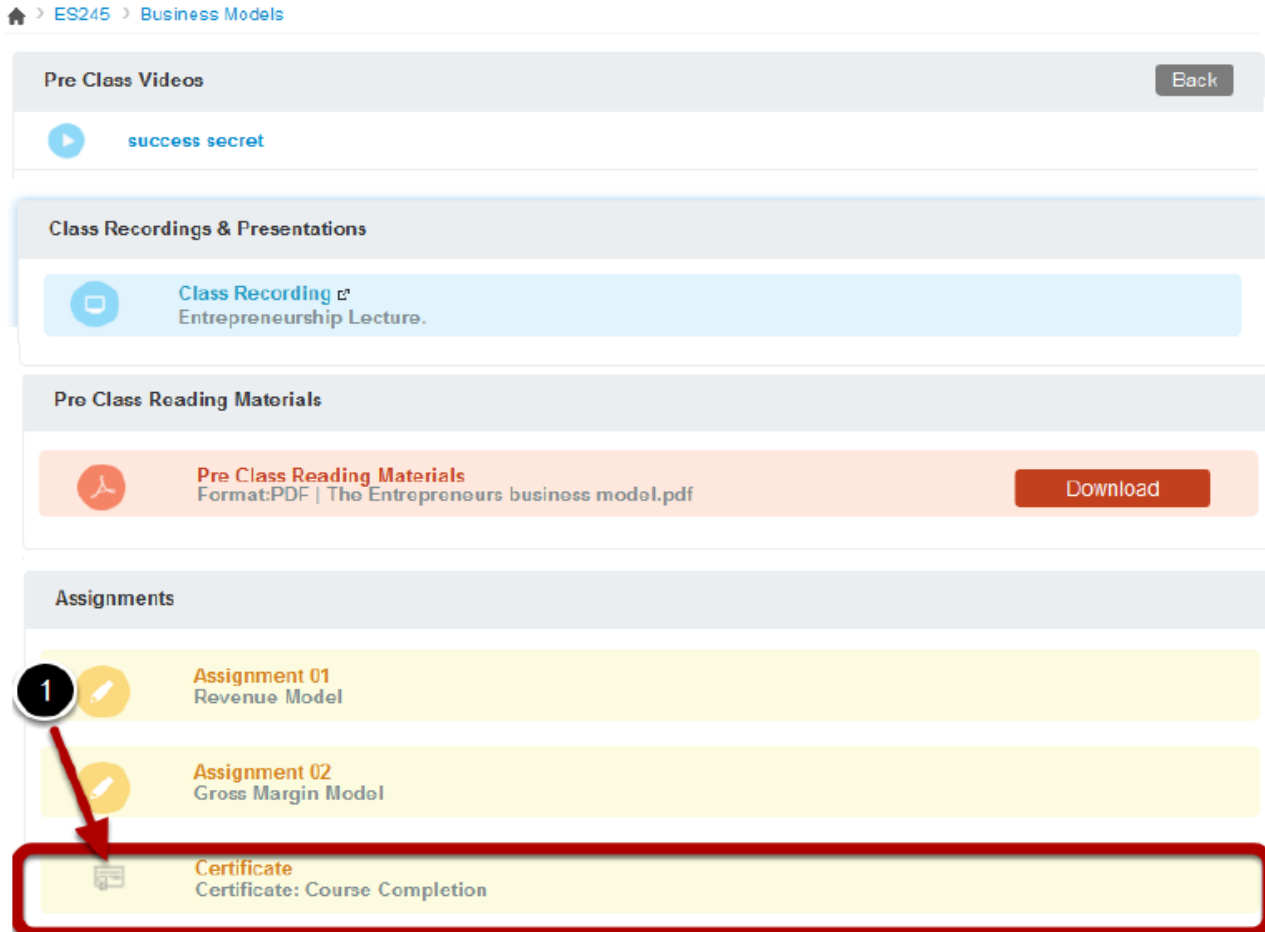 ES245 > Business Models
Pre Class Videos
Back
success secret
Class Recordings & Presentations
Class Recording
Entrepreneurship Lecture.
Pre Class Reading Materials
Pre Class Reading Materials
Format:PDF | The Entrepreneurs business model.pdf
Download
Assignments
1
Assignment 01
Revenue Model
Assignment 02
Gross Margin Model
Certificate
Certificate: Course Completion